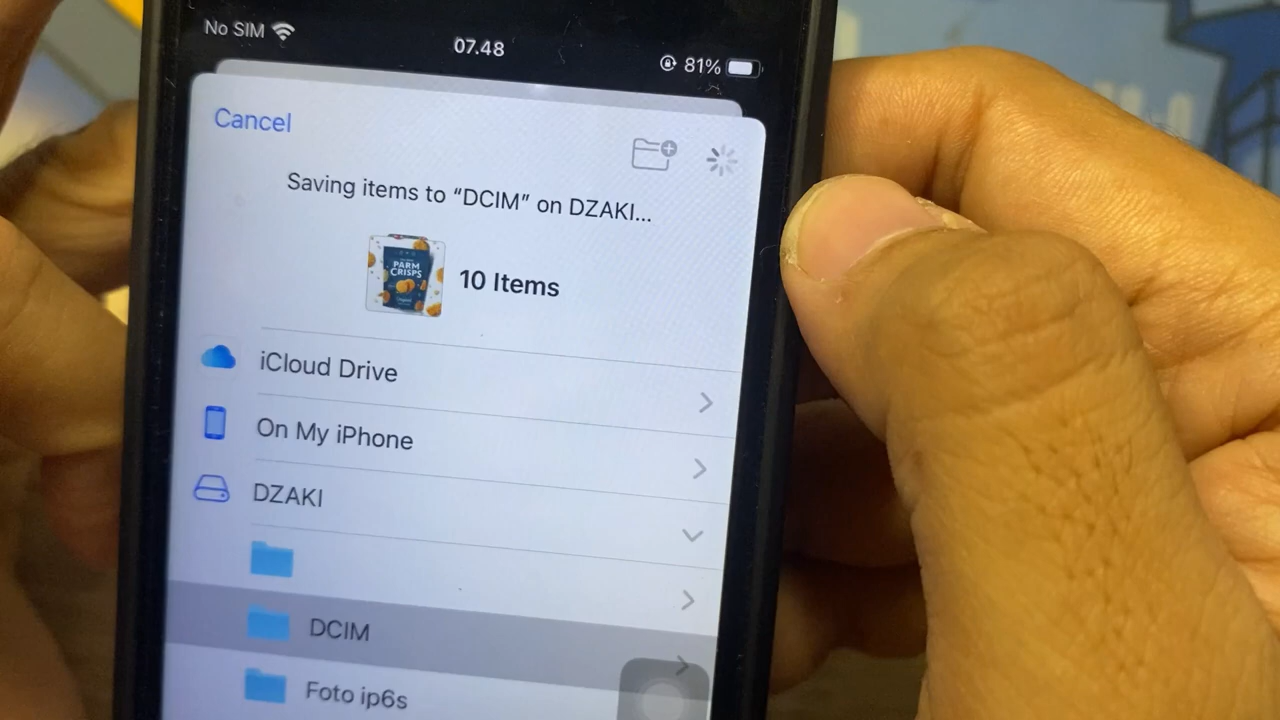 No SIM
07.48
81%
Cancel
Saving items to “DCIM” on DZAKI...
PARM
CRISPS
10 Items
iCloud Drive
On My iPhone
DZAKI
DCIM
Foto ip6s